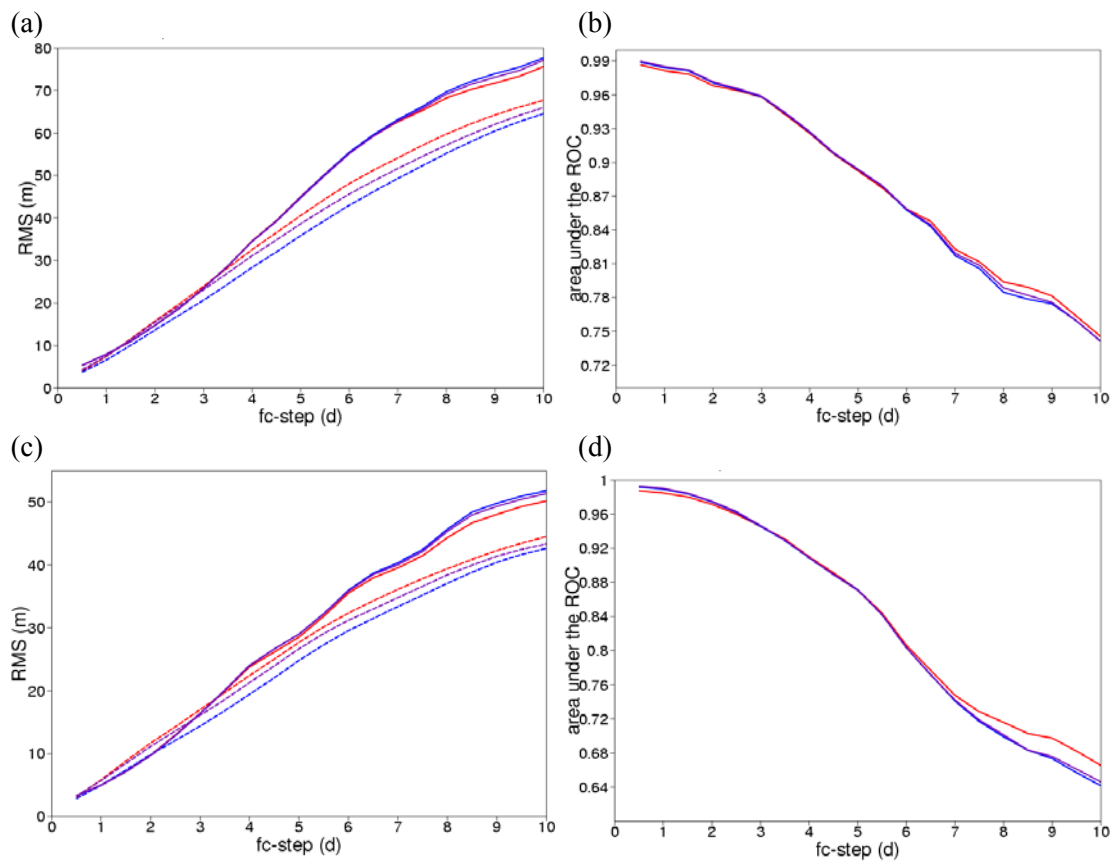 (a)
(b)
80
70
60
50
40
30
20
10
0
RMS (m)
0 1 2 3 4 5 6 7 8 9 10
fc-step (d)
0.99
0.96
0.93
0.9
0.87
0.84
0.81
0.78
0.75
0.72
area under the ROC
0 1 2 3 4 5 6 7 8 9 10
fc-step (d)
(c)
(d)
50
40
30
20
10
0
RMS (m)
0 1 2 3 4 5 6 7 8 9 10
fc-step (d)
1
0.96
0.92
0.88
0.84
0.8
0.76
0.72
0.68
0.64
area under the ROC
0 1 2 3 4 5 6 7 8 9 10
fc-step (d)